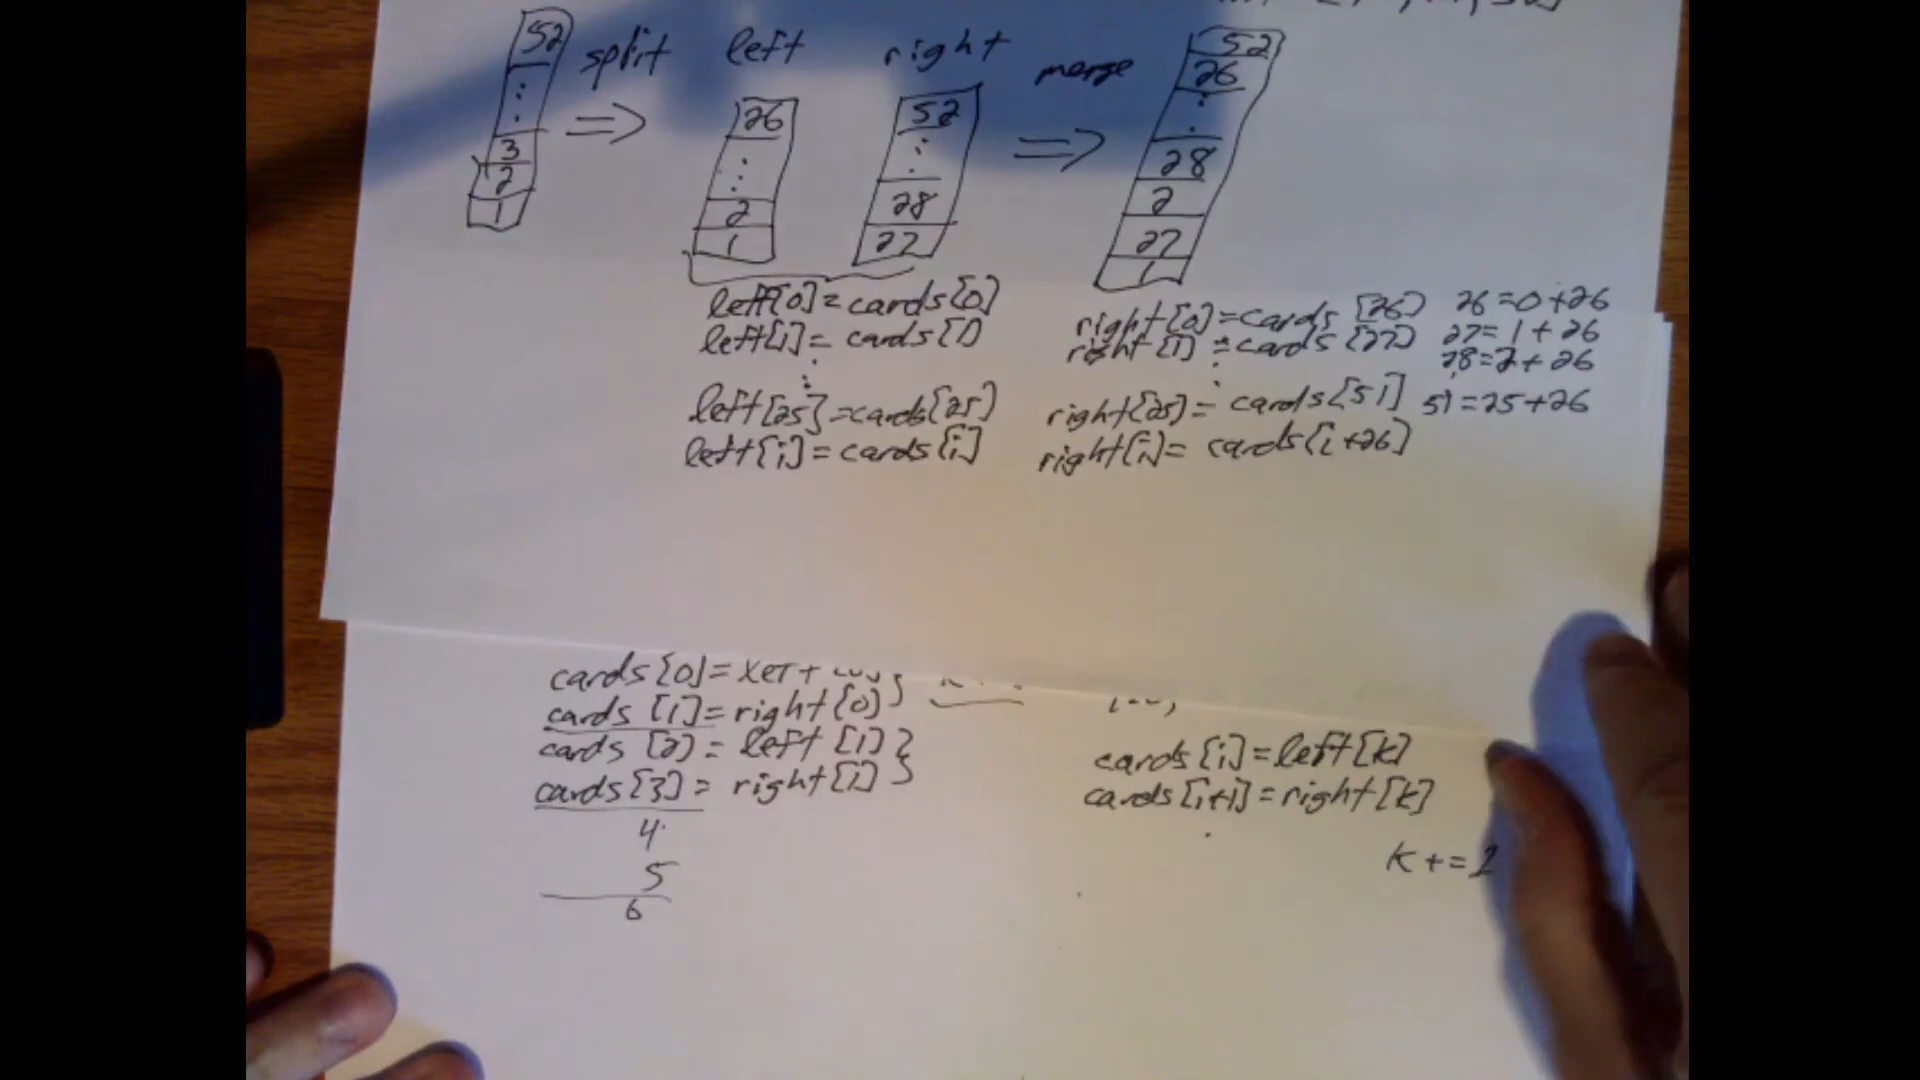 52 split left right merge 52
⋮ => 26 52 => 26
3 ⋮ ⋮ ⋮
2 2 28 28
1 1 27 2
27
1
left[0]=cards[0]
left[1]= cards[1]
⋮
left[25]=cards[25]
left[i]=cards[i]
right[0]=cards [26] 26=0+26
right[1] =cards [27] 27= 1+26
28=2+26
⋮
right[25]= cards[51] 51=25+26
right[i]= cards[i+26]
cards[0]=
cards [1]=right[0]}
cards [2] = left [1]}
cards[3]= right[1]
4
5
6
cards[i]=left[k]
cards[i+1]=right[k]
k+=1